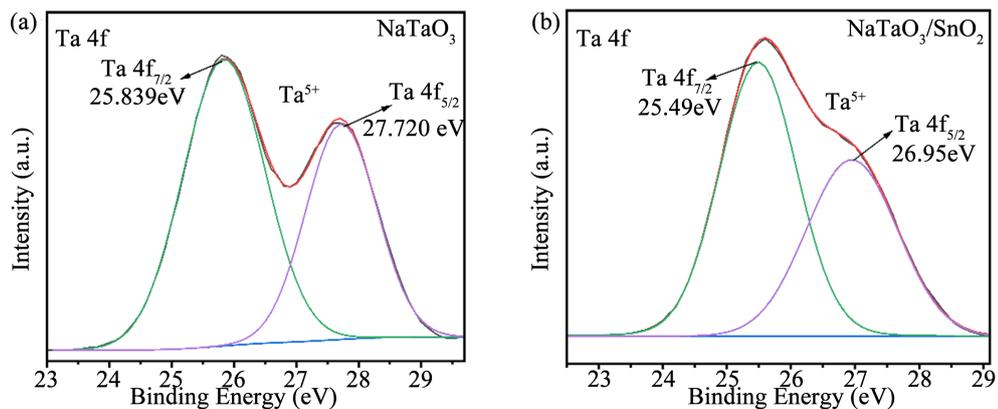 (a)
Ta 4f
NaTaO3
Ta 4f7/2
25.839eV
Ta5+
Ta 4f5/2
27.720 eV
Intensity (a.u.)
23 24 25 26 27 28 29
Binding Energy (eV)
(b)
Ta 4f
NaTaO3/SnO2
Ta 4f7/2
25.49eV
Ta5+
Ta 4f5/2
26.95eV
Intensity (a.u.)
23 24 25 26 27 28 29
Binding Energy (eV)